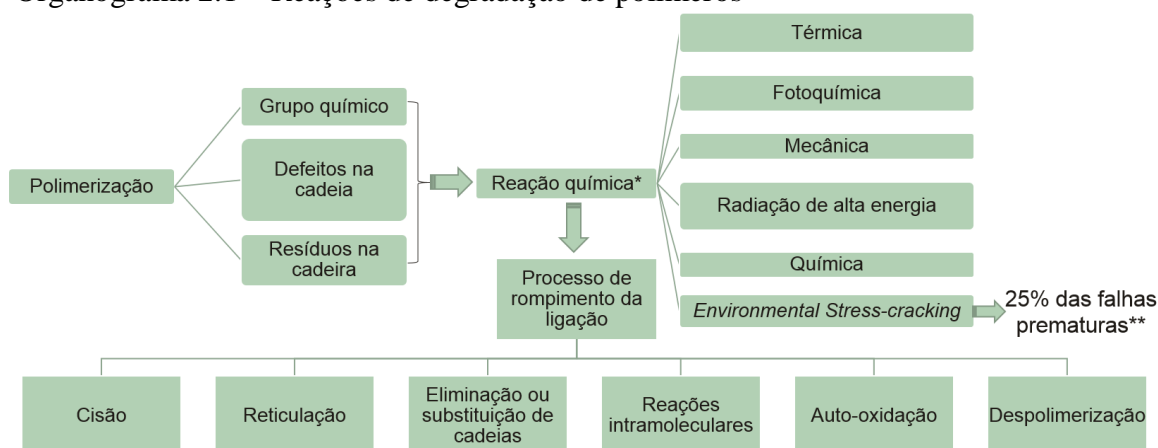 Organograma 2.1 – Reações de degradação de polímeros
Térmica
Grupo químico
Fotoquímica
Defeitos na
cadeia
Mecânica
Polimerização
Reação química*
Radiação de alta energia
Resíduos na
cadeira
Química
Processo de
rompimento da
ligação
Environmental Stress-cracking
25% das falhas
prematuras**
Cisão
Reticulação
Eliminação ou
substituição de
cadeias
Reações
intramoleculares
Auto-oxidação
Despolimerização